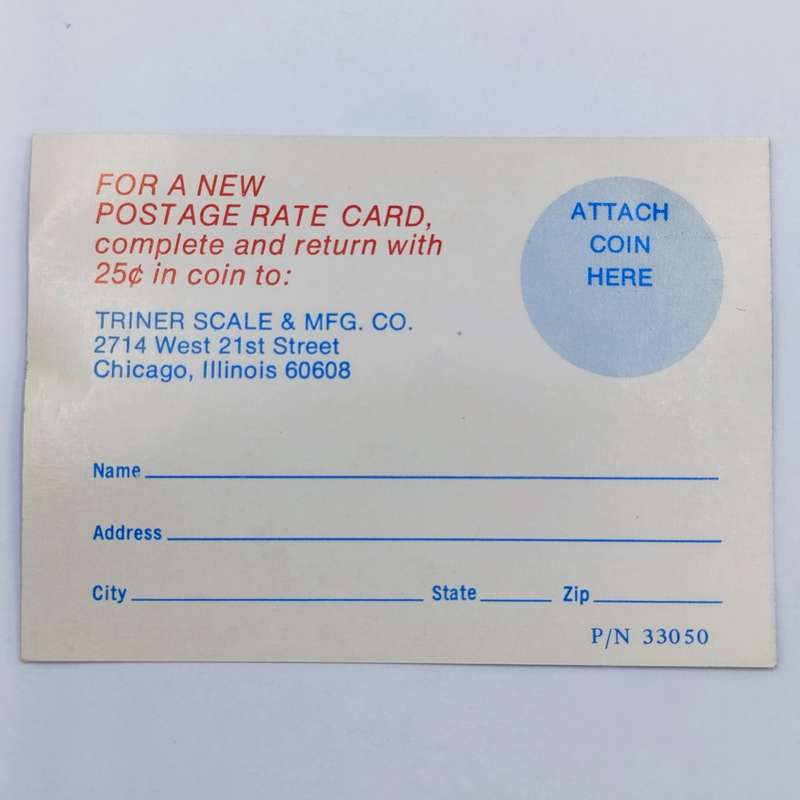 FOR A NEW
POSTAGE RATE CARD,
complete and return with
25¢ in coin to:
TRINER SCALE & MFG. CO.
2714 West 21st Street
Chicago, Illinois 60608
ATTACH
COIN
HERE
Name
Address
City State Zip
P/N 33050